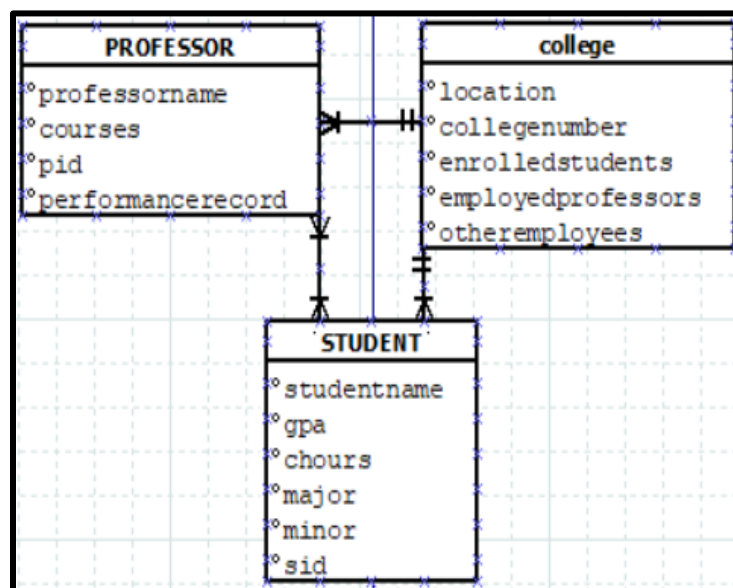 PROFESSOR
professorname
courses
pid
performancerecord
college
location
collegenumber
enrolledstudents
employedprofessors
otheremployees
STUDENT
studentname
gpa
chours
major
minor
sid